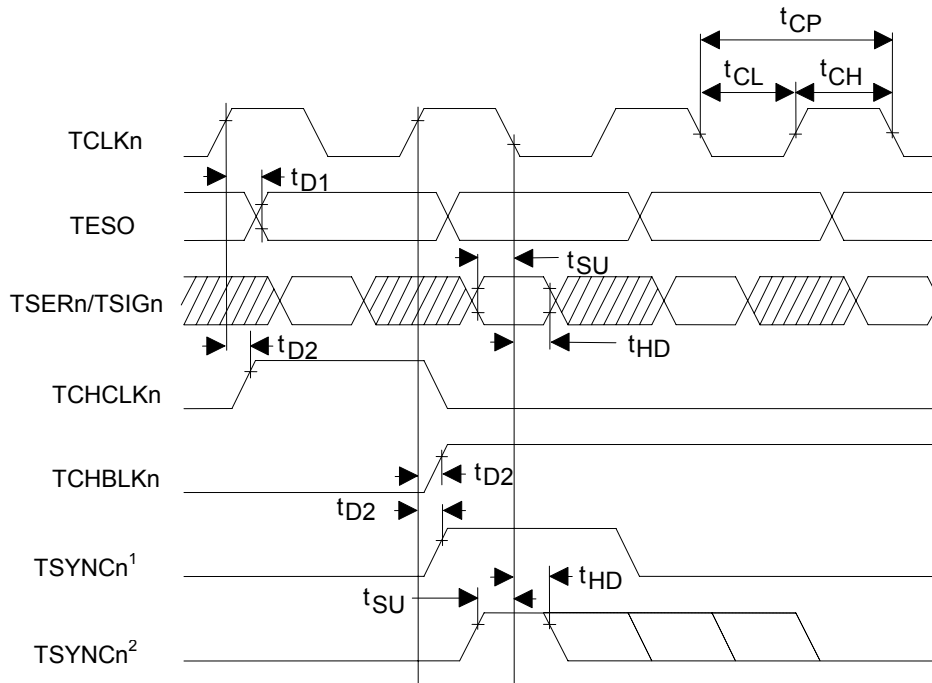 tCP
tCL tCH
TCLKn
tD1
TESO
tSU
TSERn/TSIGn
tD2 tHD
TCHCLKn
TCHBLKn tD2
tD2
TSYNCn1
tHD
tSU
TSYNCn2